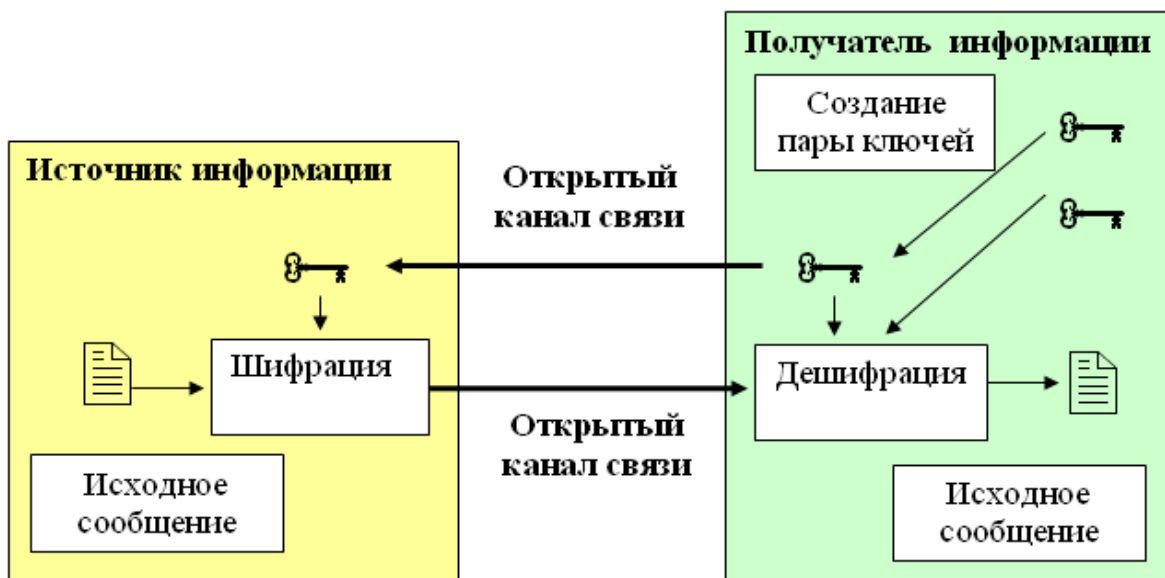 Источник информации
Шифрация
Исходное
сообщение
Открытый
канал связи
Открытый
канал связи
Получатель информации
Создание
пары ключей
Дешифрация
Исходное
сообщение